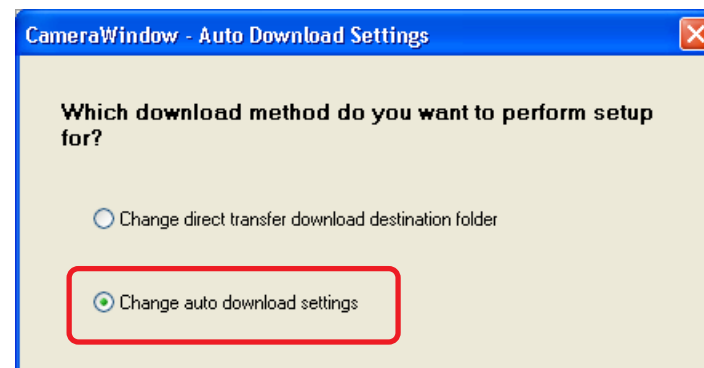 CameraWindow - Auto Download Settings
Which download method do you want to perform setup
for?
Change direct transfer download destination folder
Change auto download settings